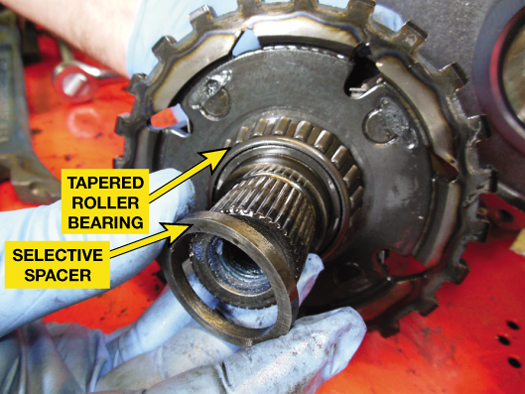 TAPERED
ROLLER
BEARING
SELECTIVE
SPACER